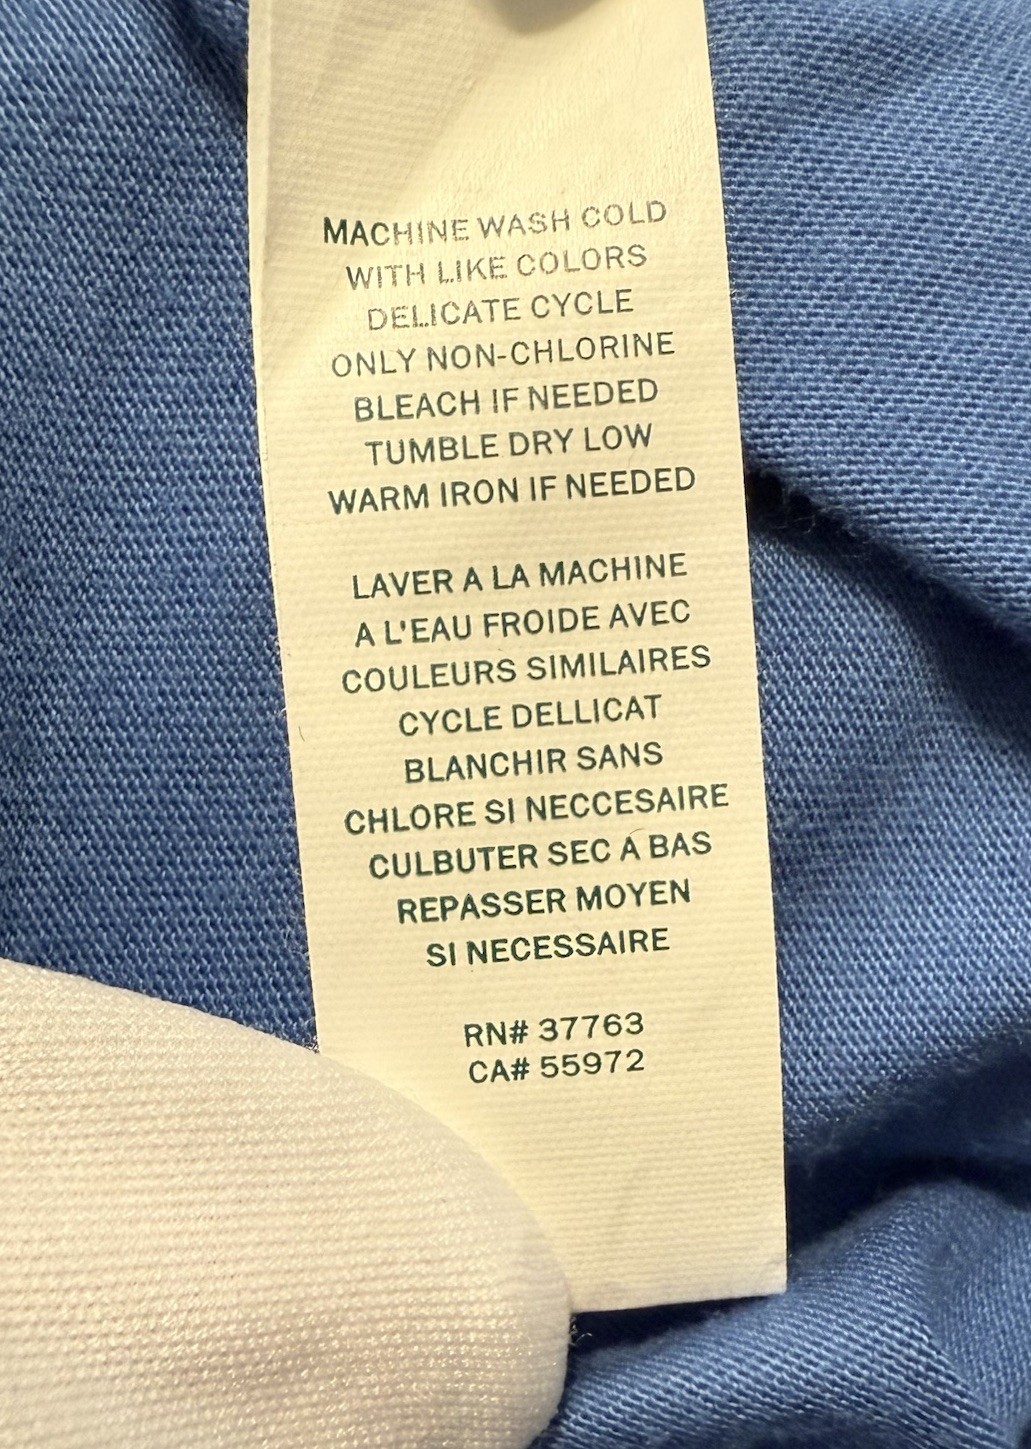 MACHINE WASH COLD
WITH LIKE COLORS
DELICATE CYCLE
ONLY NON-CHLORINE
BLEACH IF NEEDED
TUMBLE DRY LOW
WARM IRON IF NEEDED
LAVER A LA MACHINE
A L'EAU FROIDE AVEC
COULEURS SIMILAIRES
CYCLE DELLICAT
BLANCHIR SANS
CHLORE SI NECCESAIRE
CULBUTER SEC A BAS
REPASSER MOYEN
SI NECESSAIRE
RN# 37763
CA# 55972